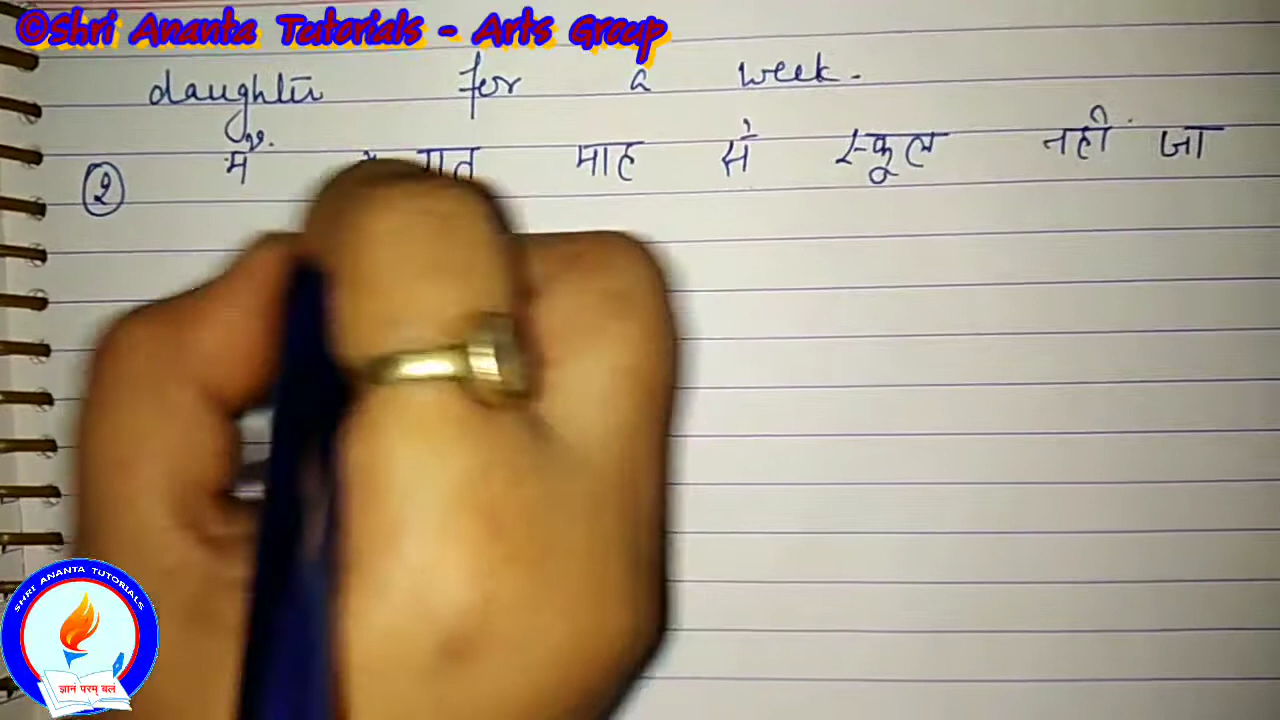 ©Shri Ananta Tutorials - Arts Group
daughter for a week.
② मैं गत माह से स्कूल नहीं जा
SHRI ANANTA TUTORIALS
ज्ञानं परम् बलं